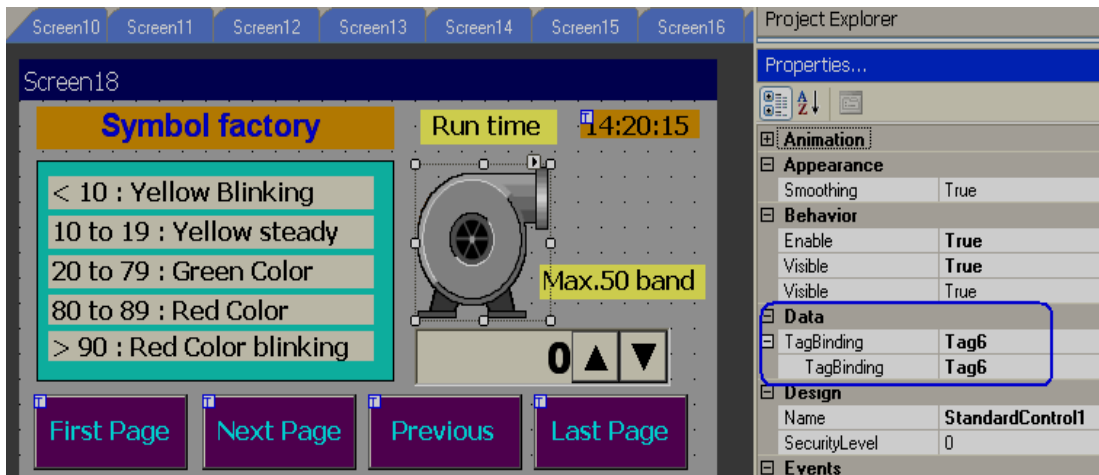 Screen10 Screen11 Screen12 Screen13 Screen14 Screen15 Screen16
Screen18
Symbol factory
Run time
14:20:15
< 10 : Yellow Blinking
10 to 19 : Yellow steady
20 to 79 : Green Color
80 to 89 : Red Color
> 90 : Red Color blinking
Max.50 band
0
First Page
Next Page
Previous
Last Page
Project Explorer
Properties...
Animation
Appearance
Smoothing True
Behavior
Enable True
Visible True
Visible True
Data
TagBinding Tag6
TagBinding Tag6
Design
Name StandardControl1
SecurityLevel 0
Events